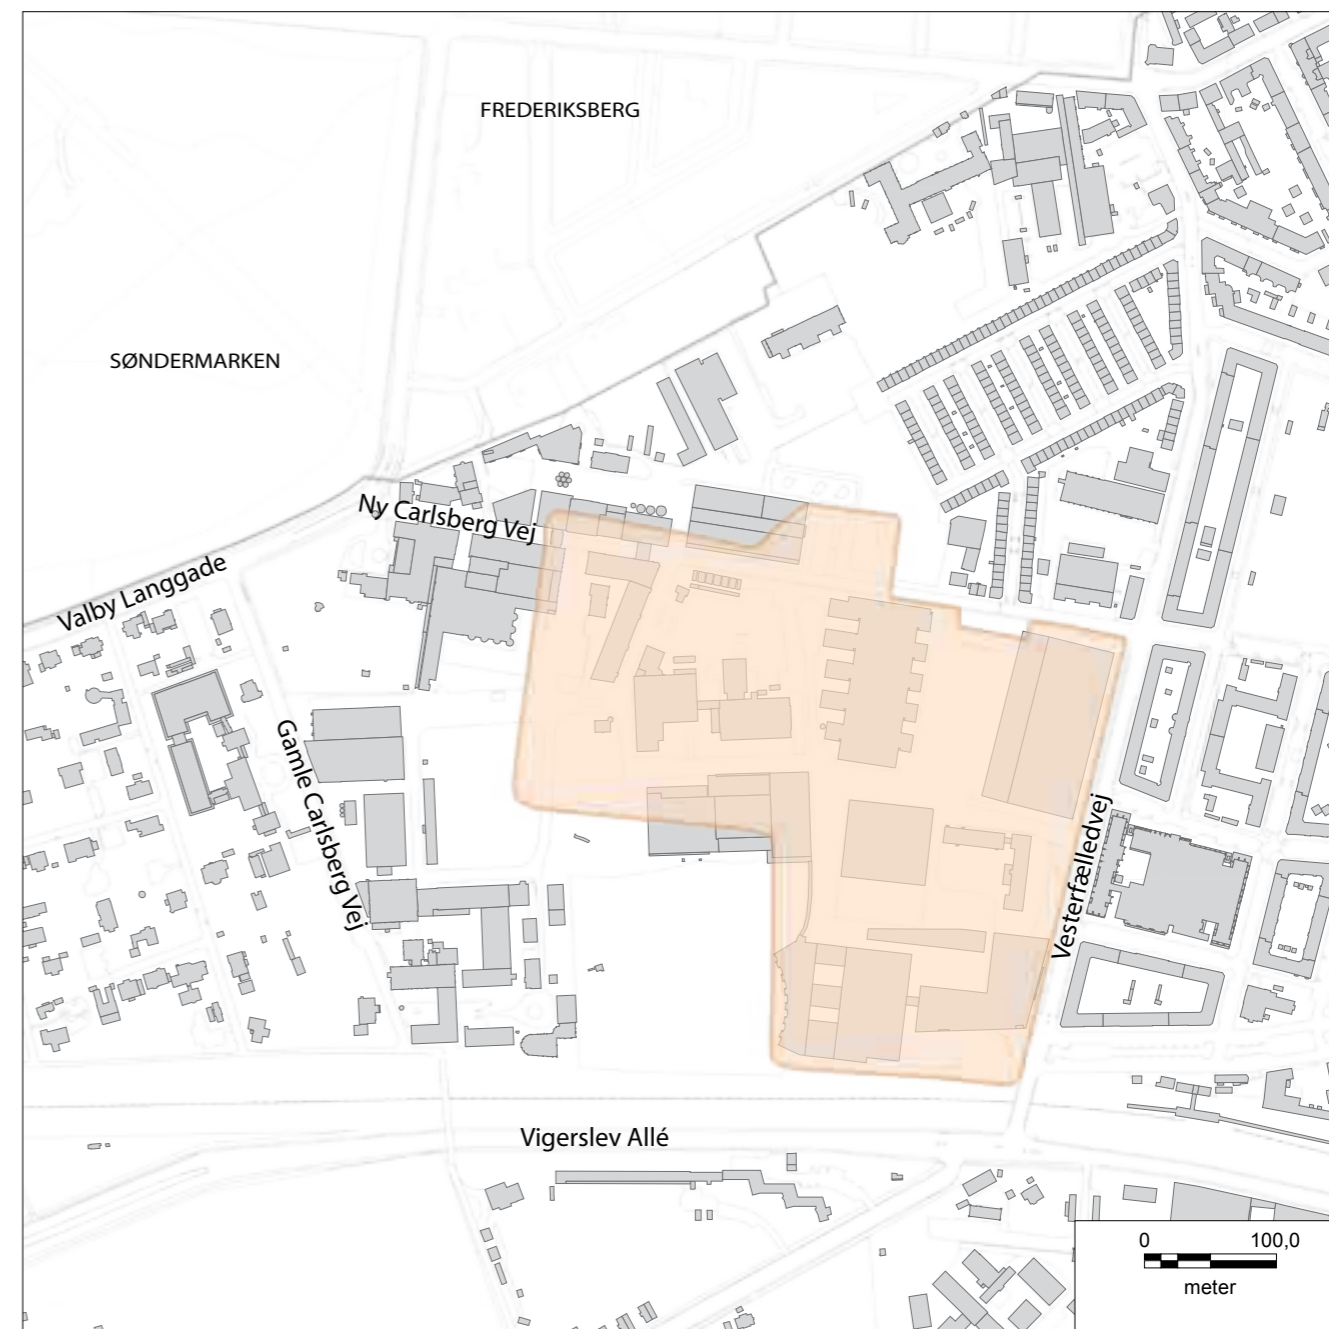 FREDERIKSBERG
SØNDERMARKEN
Ny Carlsberg Vej
Valby Langgade
Gamle Carlsberg Vej
Vesterfælledvej
Vigerslev Allé
0 100,0
meter